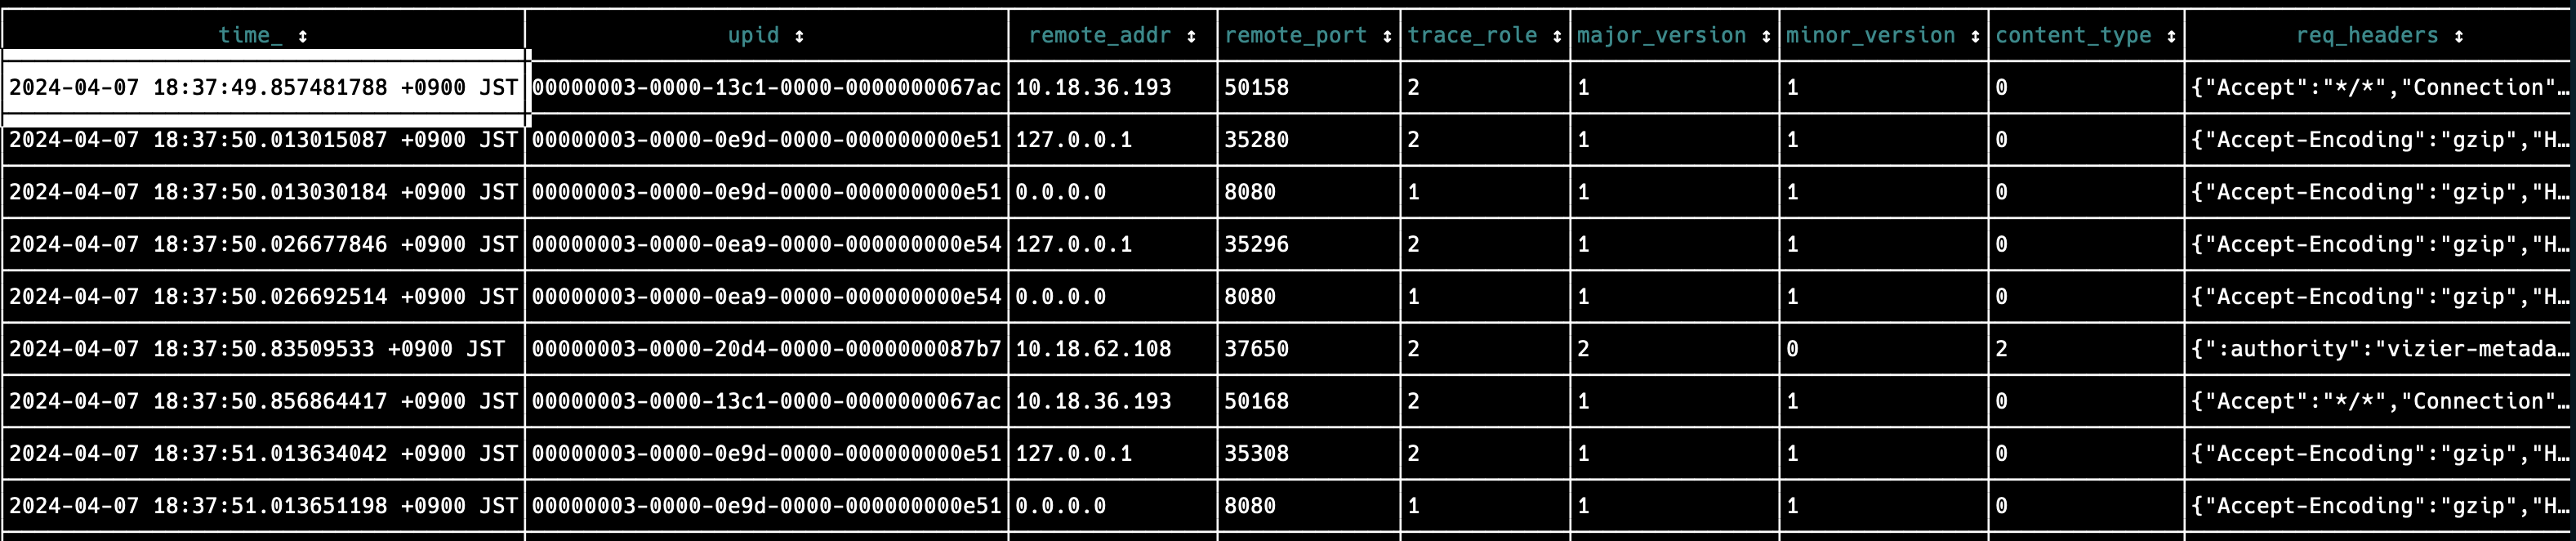 time_ ↕ upid ↕ remote_addr ↕ remote_port ↕ trace_role ↕ major_version ↕ minor_version ↕ content_type ↕ req_headers ↕
2024-04-07 18:37:49.857481788 +0900 JST 00000003-0000-13c1-0000-0000000067ac 10.18.36.193 50158 2 1 1 0 {"Accept":"*/*","Connection"…
2024-04-07 18:37:50.013015087 +0900 JST 00000003-0000-0e9d-0000-000000000e51 127.0.0.1 35280 2 1 1 0 {"Accept-Encoding":"gzip","H…
2024-04-07 18:37:50.013030184 +0900 JST 00000003-0000-0e9d-0000-000000000e51 0.0.0.0 8080 1 1 1 0 {"Accept-Encoding":"gzip","H…
2024-04-07 18:37:50.026677846 +0900 JST 00000003-0000-0ea9-0000-000000000e54 127.0.0.1 35296 2 1 1 0 {"Accept-Encoding":"gzip","H…
2024-04-07 18:37:50.026692514 +0900 JST 00000003-0000-0ea9-0000-000000000e54 0.0.0.0 8080 1 1 1 0 {"Accept-Encoding":"gzip","H…
2024-04-07 18:37:50.83509533 +0900 JST 00000003-0000-20d4-0000-0000000087b7 10.18.62.108 37650 2 2 0 2 {":authority":"vizier-metada…
2024-04-07 18:37:50.856864417 +0900 JST 00000003-0000-13c1-0000-0000000067ac 10.18.36.193 50168 2 1 1 0 {"Accept":"*/*","Connection"…
2024-04-07 18:37:51.013634042 +0900 JST 00000003-0000-0e9d-0000-000000000e51 127.0.0.1 35308 2 1 1 0 {"Accept-Encoding":"gzip","H…
2024-04-07 18:37:51.013651198 +0900 JST 00000003-0000-0e9d-0000-000000000e51 0.0.0.0 8080 1 1 1 0 {"Accept-Encoding":"gzip","H…